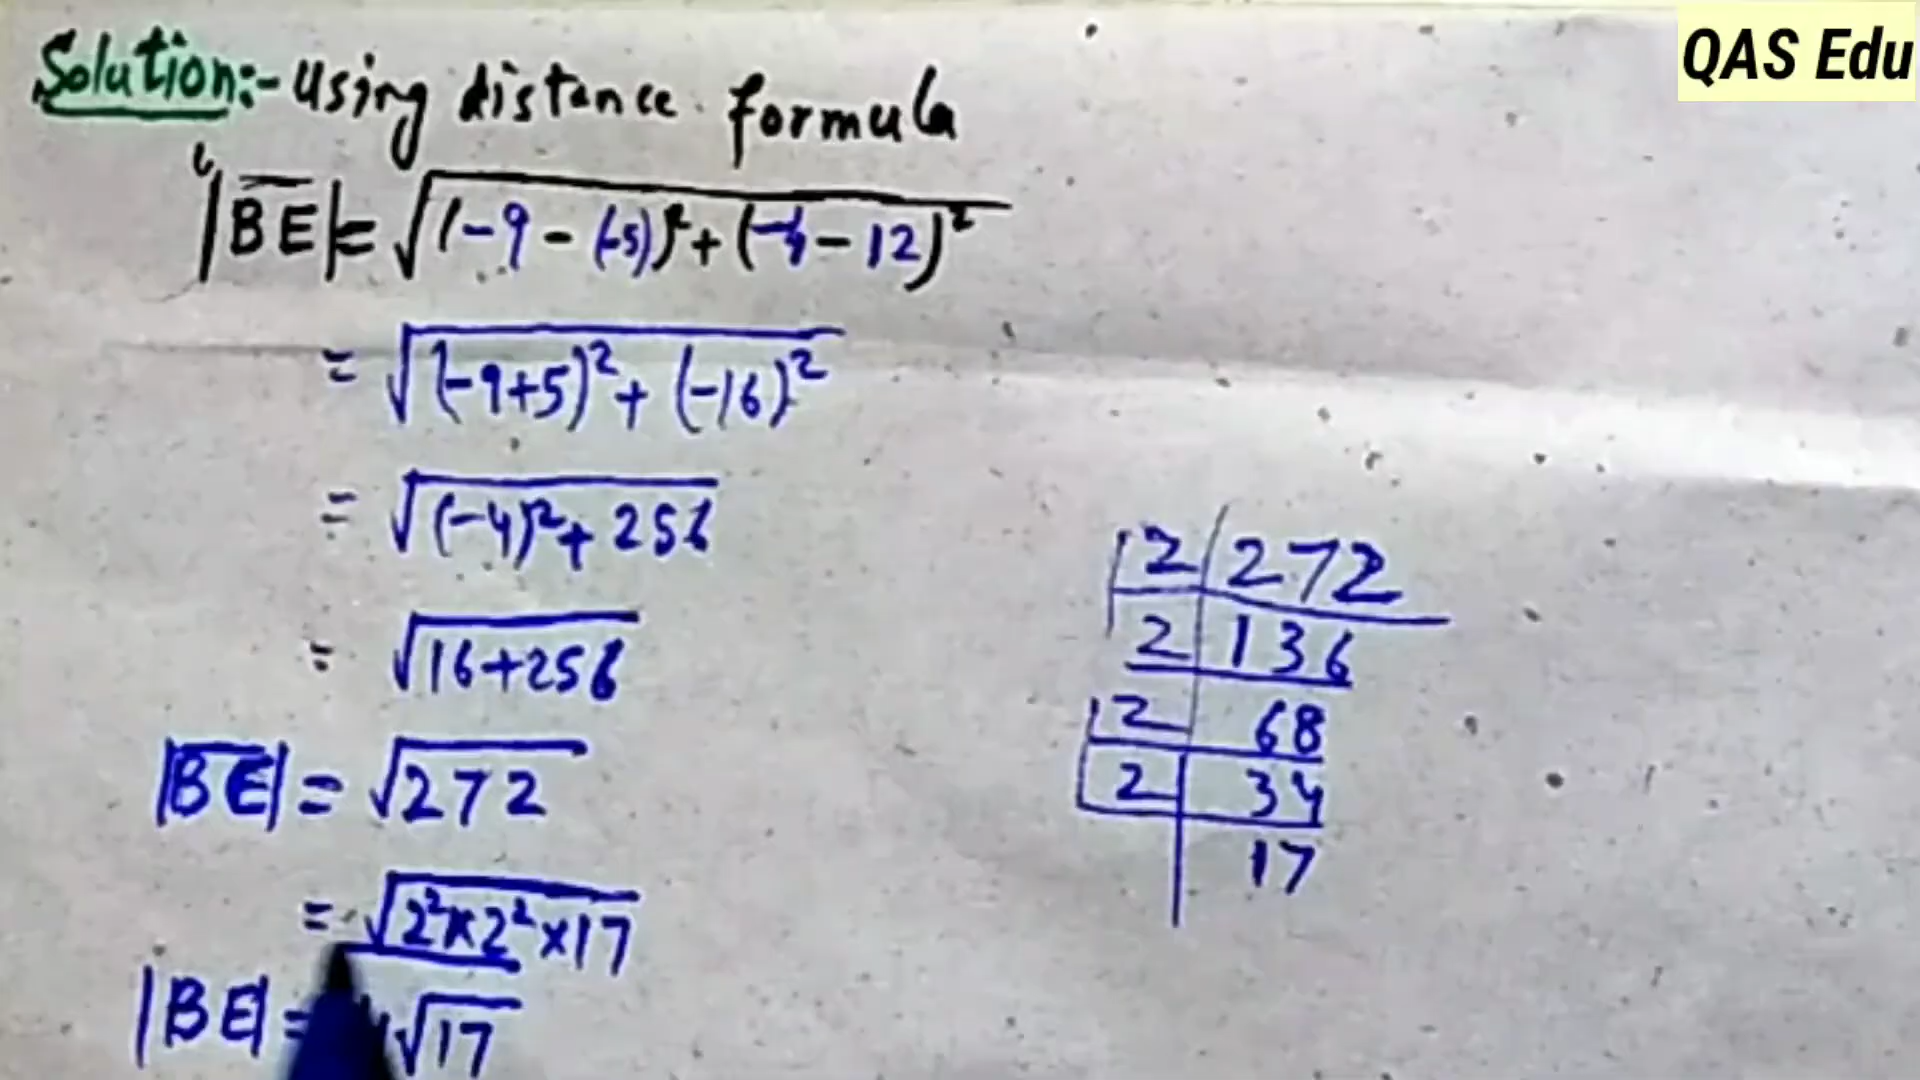 QAS Edu
Solution:- Using distance formula
|BE| = √(-9 - (-5))² + (-4 - 12)²
= √(-9+5)² + (-16)²
= √(-4)² + 256
= √16+256
|BE| = √272
= √2²×2²×17
|BE| = √17
2 272
2 136
2 68
2 34
17